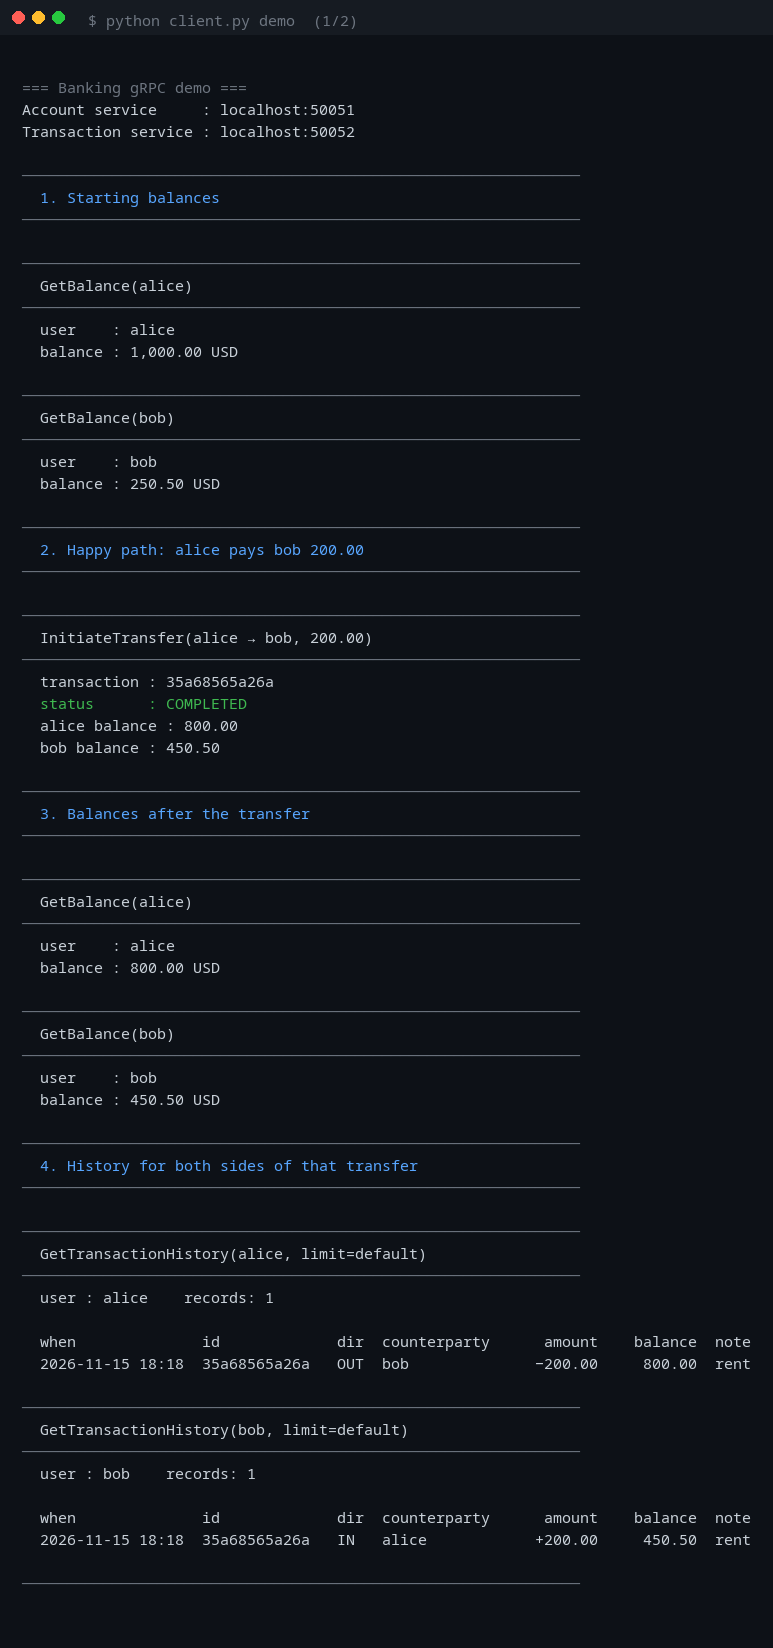 $ python client.py demo  (1/2)
=== Banking gRPC demo ===
Account service     : localhost:50051
Transaction service : localhost:50052
1. Starting balances
GetBalance(alice)
user    : alice
balance : 1,000.00 USD
GetBalance(bob)
user    : bob
balance : 250.50 USD
2. Happy path: alice pays bob 200.00
InitiateTransfer(alice → bob, 200.00)
transaction : 35a68565a26a
status      : COMPLETED
alice balance : 800.00
bob balance : 450.50
3. Balances after the transfer
GetBalance(alice)
user    : alice
balance : 800.00 USD
GetBalance(bob)
user    : bob
balance : 450.50 USD
4. History for both sides of that transfer
GetTransactionHistory(alice, limit=default)
user : alice    records: 1
when              id             dir  counterparty      amount    balance  note
2026-11-15 18:18  35a68565a26a   OUT  bob              −200.00     800.00  rent
GetTransactionHistory(bob, limit=default)
user : bob    records: 1
when              id             dir  counterparty      amount    balance  note
2026-11-15 18:18  35a68565a26a   IN   alice            +200.00     450.50  rent